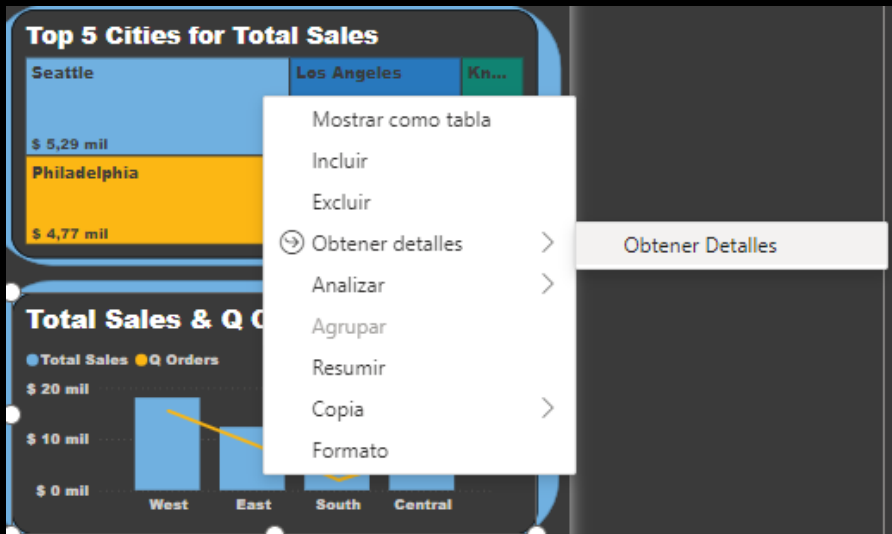 Top 5 Cities for Total Sales
Seattle
Los Angeles
Kn...
$ 5,29 mil
Philadelphia
$ 4,77 mil
Mostrar como tabla
Incluir
Excluir
Obtener detalles
Obtener Detalles
Analizar
Agrupar
Resumir
Copia
Formato
Total Sales & Q
Total Sales
Q Orders
$ 20 mil
$ 10 mil
$ 0 mil
West
East
South
Central